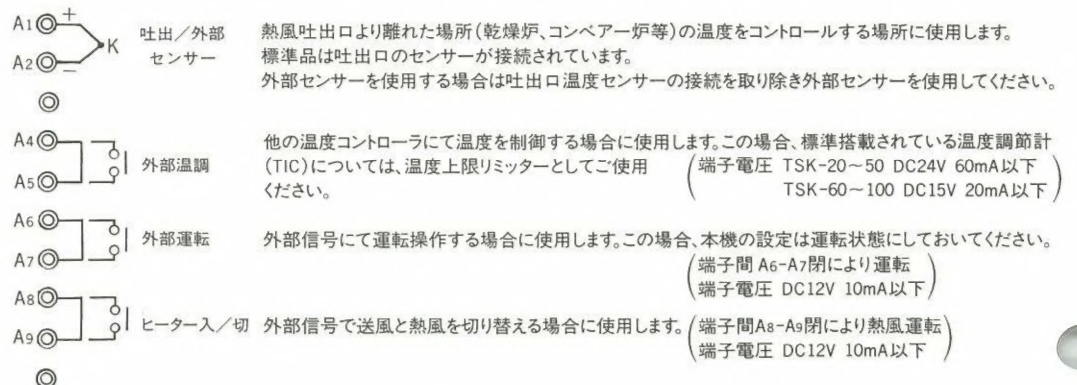 A1 + K 吐出／外部 熱風吐出口より離れた場所(乾燥炉、コンベアー炉等)の温度をコントロールする場所に使用します。
A2 − センサー 標準品は吐出口のセンサーが接続されています。
外部センサーを使用する場合は吐出口温度センサーの接続を取り除き外部センサーを使用してください。
A4 他の温度コントローラにて温度を制御する場合に使用します。この場合、標準搭載されている温度調節計
A5 外部温調 (TIC)については、温度上限リミッターとしてご使用
ください。
(端子電圧 TSK-20〜50 DC24V 60mA以下
TSK-60〜100 DC15V 20mA以下)
A6
A7 外部運転 外部信号にて運転操作する場合に使用します。この場合、本機の設定は運転状態にしておいてください。
(端子間 A6-A7閉により運転
端子電圧 DC12V 10mA以下)
A8
A9 ヒーター入／切 外部信号で送風と熱風を切り替える場合に使用します。
(端子間A8-A9閉により熱風運転
端子電圧 DC12V 10mA以下)